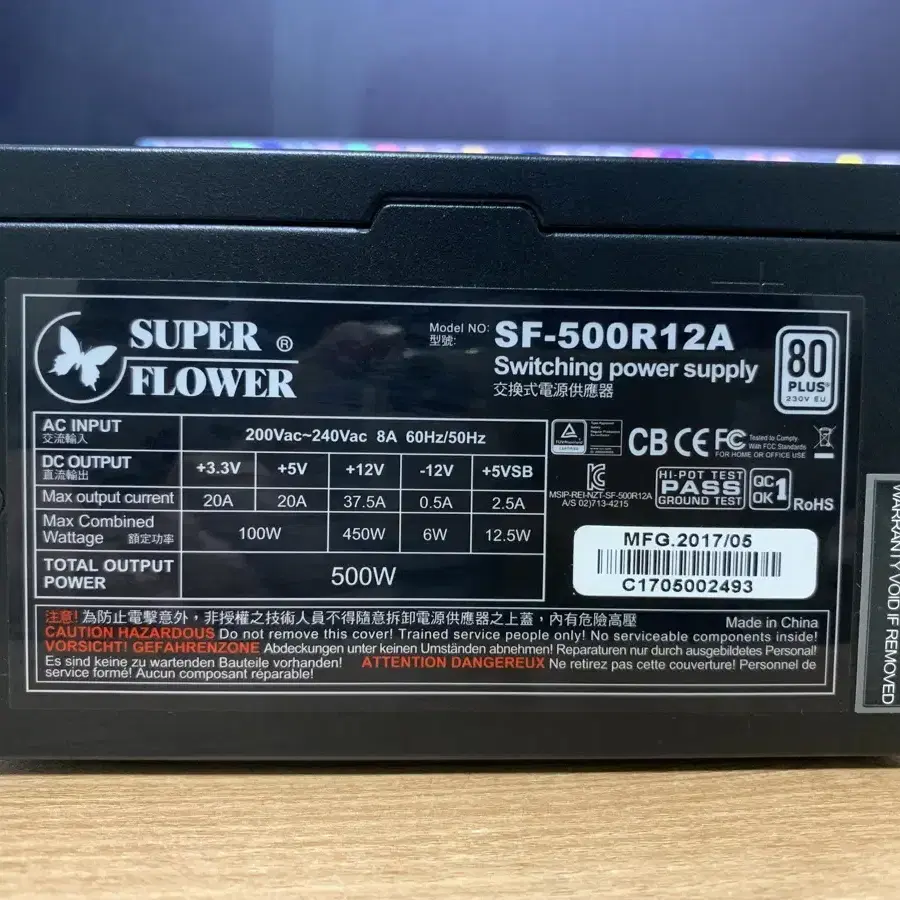 SUPER FLOWER ®
Model NO:
型號:
SF-500R12A
Switching power supply
交換式電源供應器
80
PLUS®
230V EU
AC INPUT
交流輸入
200Vac~240Vac 8A 60Hz/50Hz
DC OUTPUT
直流輸出
+3.3V +5V +12V -12V +5VSB
Max output current 20A 20A 37.5A 0.5A 2.5A
Max Combined
Wattage 額定功率
100W 450W 6W 12.5W
TOTAL OUTPUT
POWER
500W
CB CE FC
Tested to Comply
With FCC Standards
FOR HOME OR OFFICE USE
MSIP-REI-NZT-SF-500R12A
A/S 02)713-4215
HI-POT TEST
PASS
GROUND TEST
QC
OK 1
RoHS
MFG.2017/05
C1705002493
注意! 為防止電擊意外，非授權之技術人員不得隨意拆卸電源供應器之上蓋，內有危險高壓
Made in China
CAUTION HAZARDOUS Do not remove this cover! Trained service people only! No serviceable components inside!
VORSICHT! GEFAHRENZONE Abdeckungen unter keinen Umständen abnehmen! Reparaturen nur durch ausgebildetes Personal!
Es sind keine zu wartenden Bauteile vorhanden! ATTENTION DANGEREUX Ne retirez pas cette couverture! Personnel de
service formé! Aucun composant réparable!
WARRANTY VOID IF REMOVED